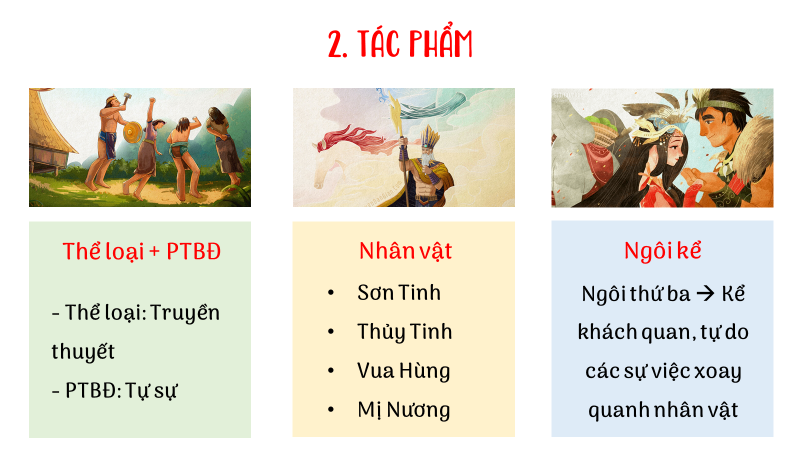 2. TÁC PHẨM
Thể loại + PTBĐ
- Thể loại: Truyền
thuyết
- PTBĐ: Tự sự
Nhân vật
• Sơn Tinh
• Thủy Tinh
• Vua Hùng
• Mị Nương
Ngôi kể
Ngôi thứ ba → Kể
khách quan, tự do
các sự việc xoay
quanh nhân vật